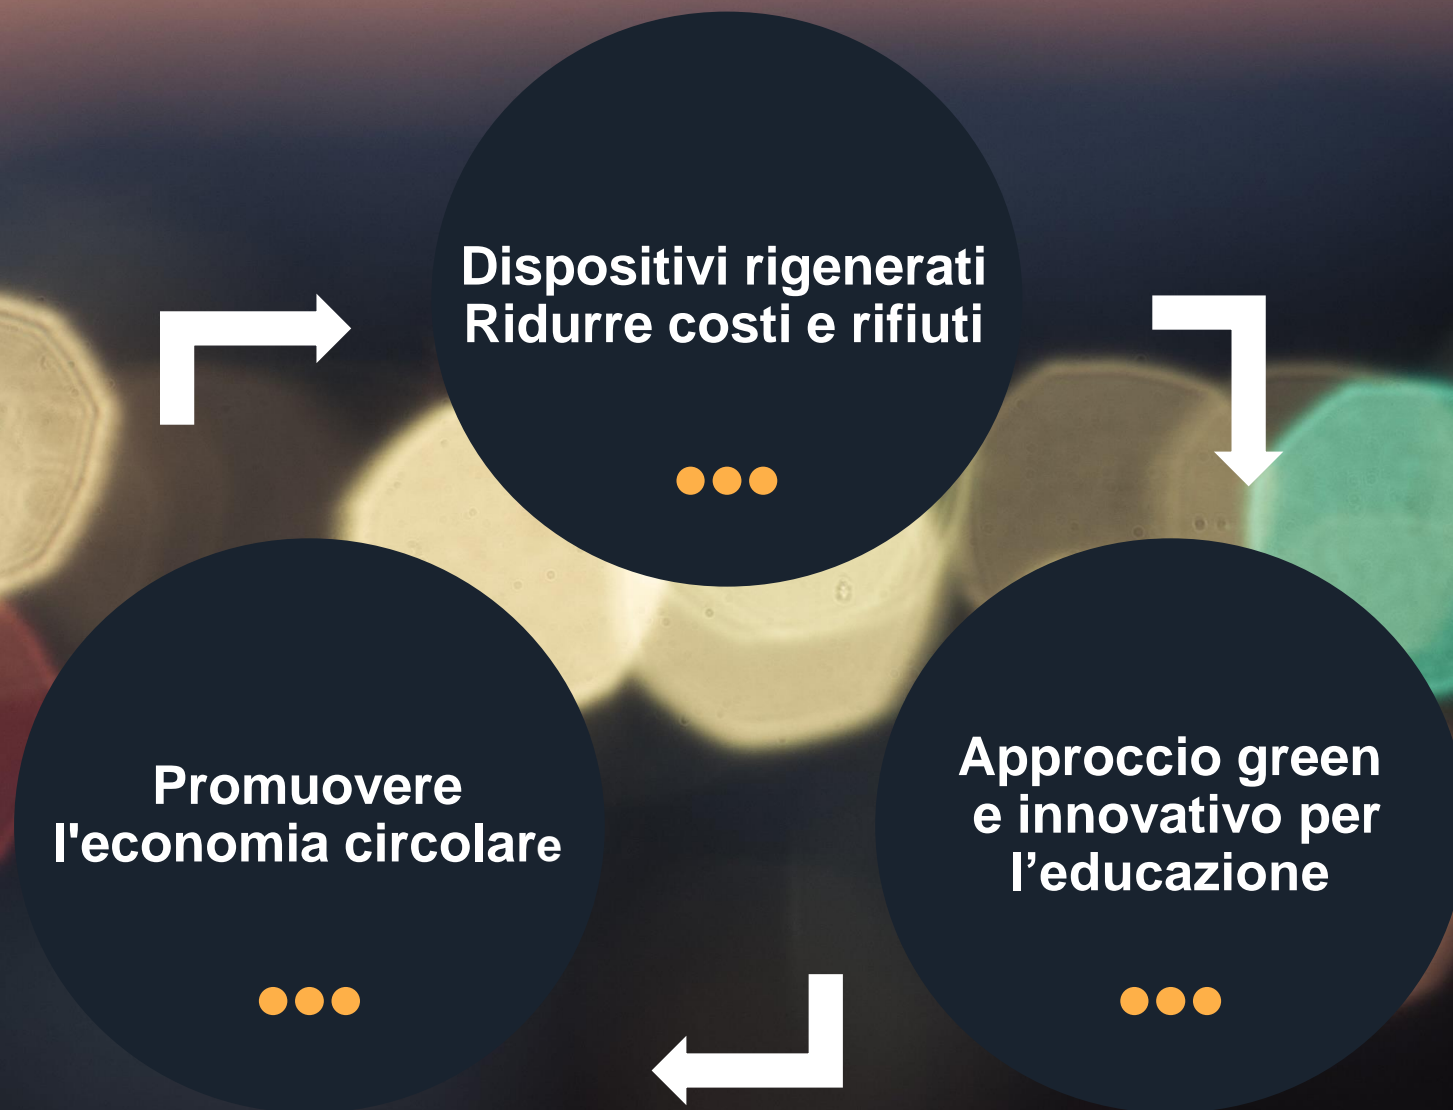 Dispositivi rigenerati
Ridurre costi e rifiuti
Promuovere
l'economia circolare
Approccio green
e innovativo per
l’educazione